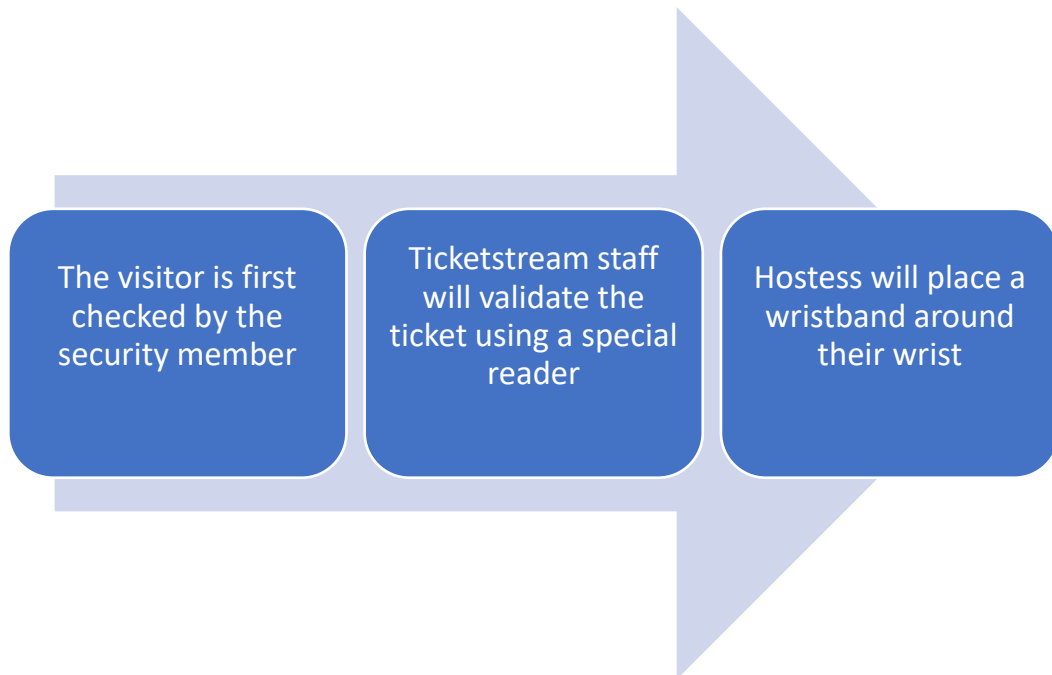 The visitor is first
checked by the
security member
Ticketstream staff
will validate the
ticket using a special
reader
Hostess will place a
wristband around
their wrist